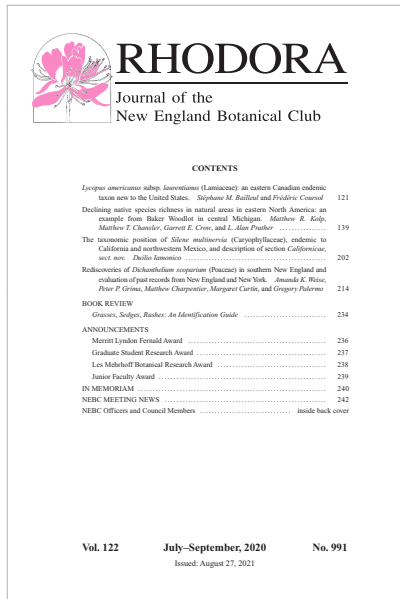 RHODORA
Journal of the
New England Botanical Club
CONTENTS
Lycopus americanus subsp. laurentianus (Lamiaceae): an eastern Canadian endemic
taxon new to the United States. Stéphane M. Bailleul and Frédéric Coursol 121
Declining native species richness in natural areas in eastern North America: an
example from Baker Woodlot in central Michigan. Matthew R. Kolp,
Matthew T. Chansler, Garrett E. Crow, and L. Alan Prather ................ 139
The taxonomic position of Silene multinervia (Caryophyllaceae), endemic to
California and northwestern Mexico, and description of section Californicae,
sect. nov. Duilio Iamonico ................................................ 202
Rediscoveries of Dichanthelium scoparium (Poaceae) in southern New England and
evaluation of past records from New England and New York. Amanda K. Weise,
Peter P. Grima, Matthew Charpentier, Margaret Curtin, and Gregory Palermo 214
BOOK REVIEW
Grasses, Sedges, Rushes: An Identification Guide ............................. 234
ANNOUNCEMENTS
Merritt Lyndon Fernald Award ............................................... 236
Graduate Student Research Award ............................................ 237
Les Mehrhoff Botanical Research Award ...................................... 238
Junior Faculty Award ....................................................... 239
IN MEMORIAM ................................................................ 240
NEBC MEETING NEWS .......................................................... 242
NEBC Officers and Council Members .............................. inside back cover
Vol. 122 July–September, 2020 No. 991
Issued: August 27, 2021